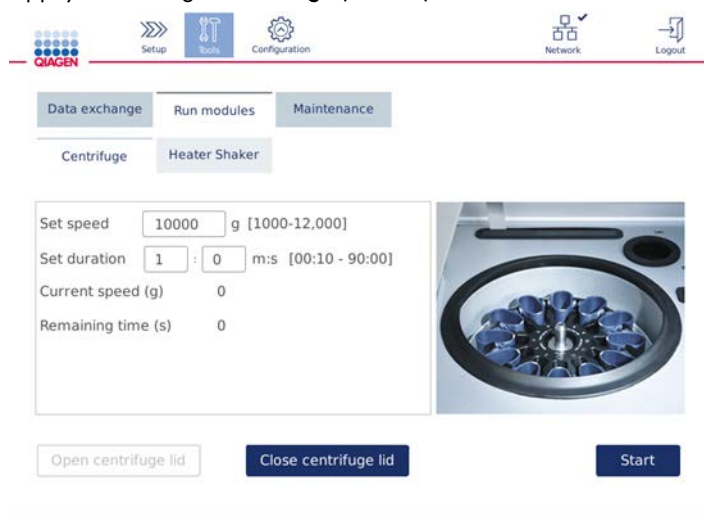 QIAGEN
Setup
Tools
Configuration
Network
Logout
Data exchange
Run modules
Maintenance
Centrifuge
Heater Shaker
Set speed 10000 g [1000-12,000]
Set duration 1 : 0 m:s [00:10 - 90:00]
Current speed (g) 0
Remaining time (s) 0
Open centrifuge lid
Close centrifuge lid
Start